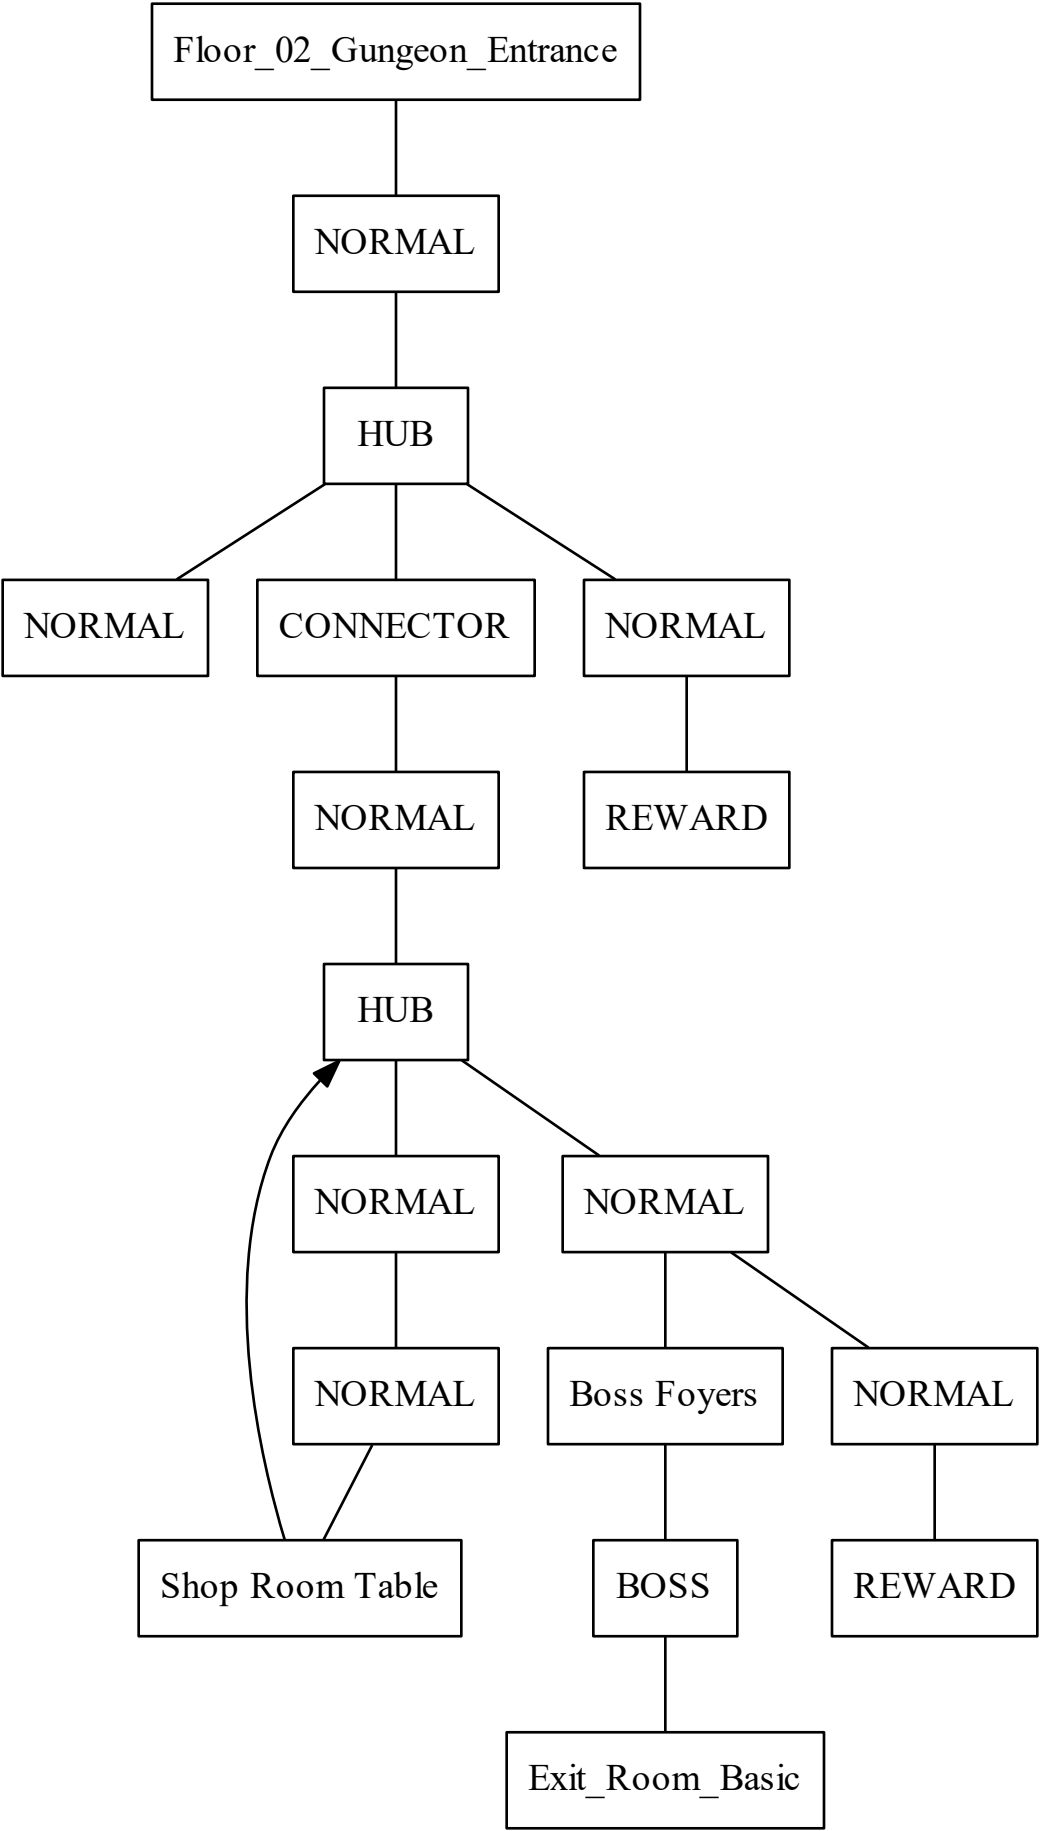 Floor_02_Gungeon_Entrance
NORMAL
HUB
NORMAL
CONNECTOR
NORMAL
NORMAL
REWARD
HUB
NORMAL
NORMAL
NORMAL
Boss Foyers
NORMAL
Shop Room Table
BOSS
REWARD
Exit_Room_Basic